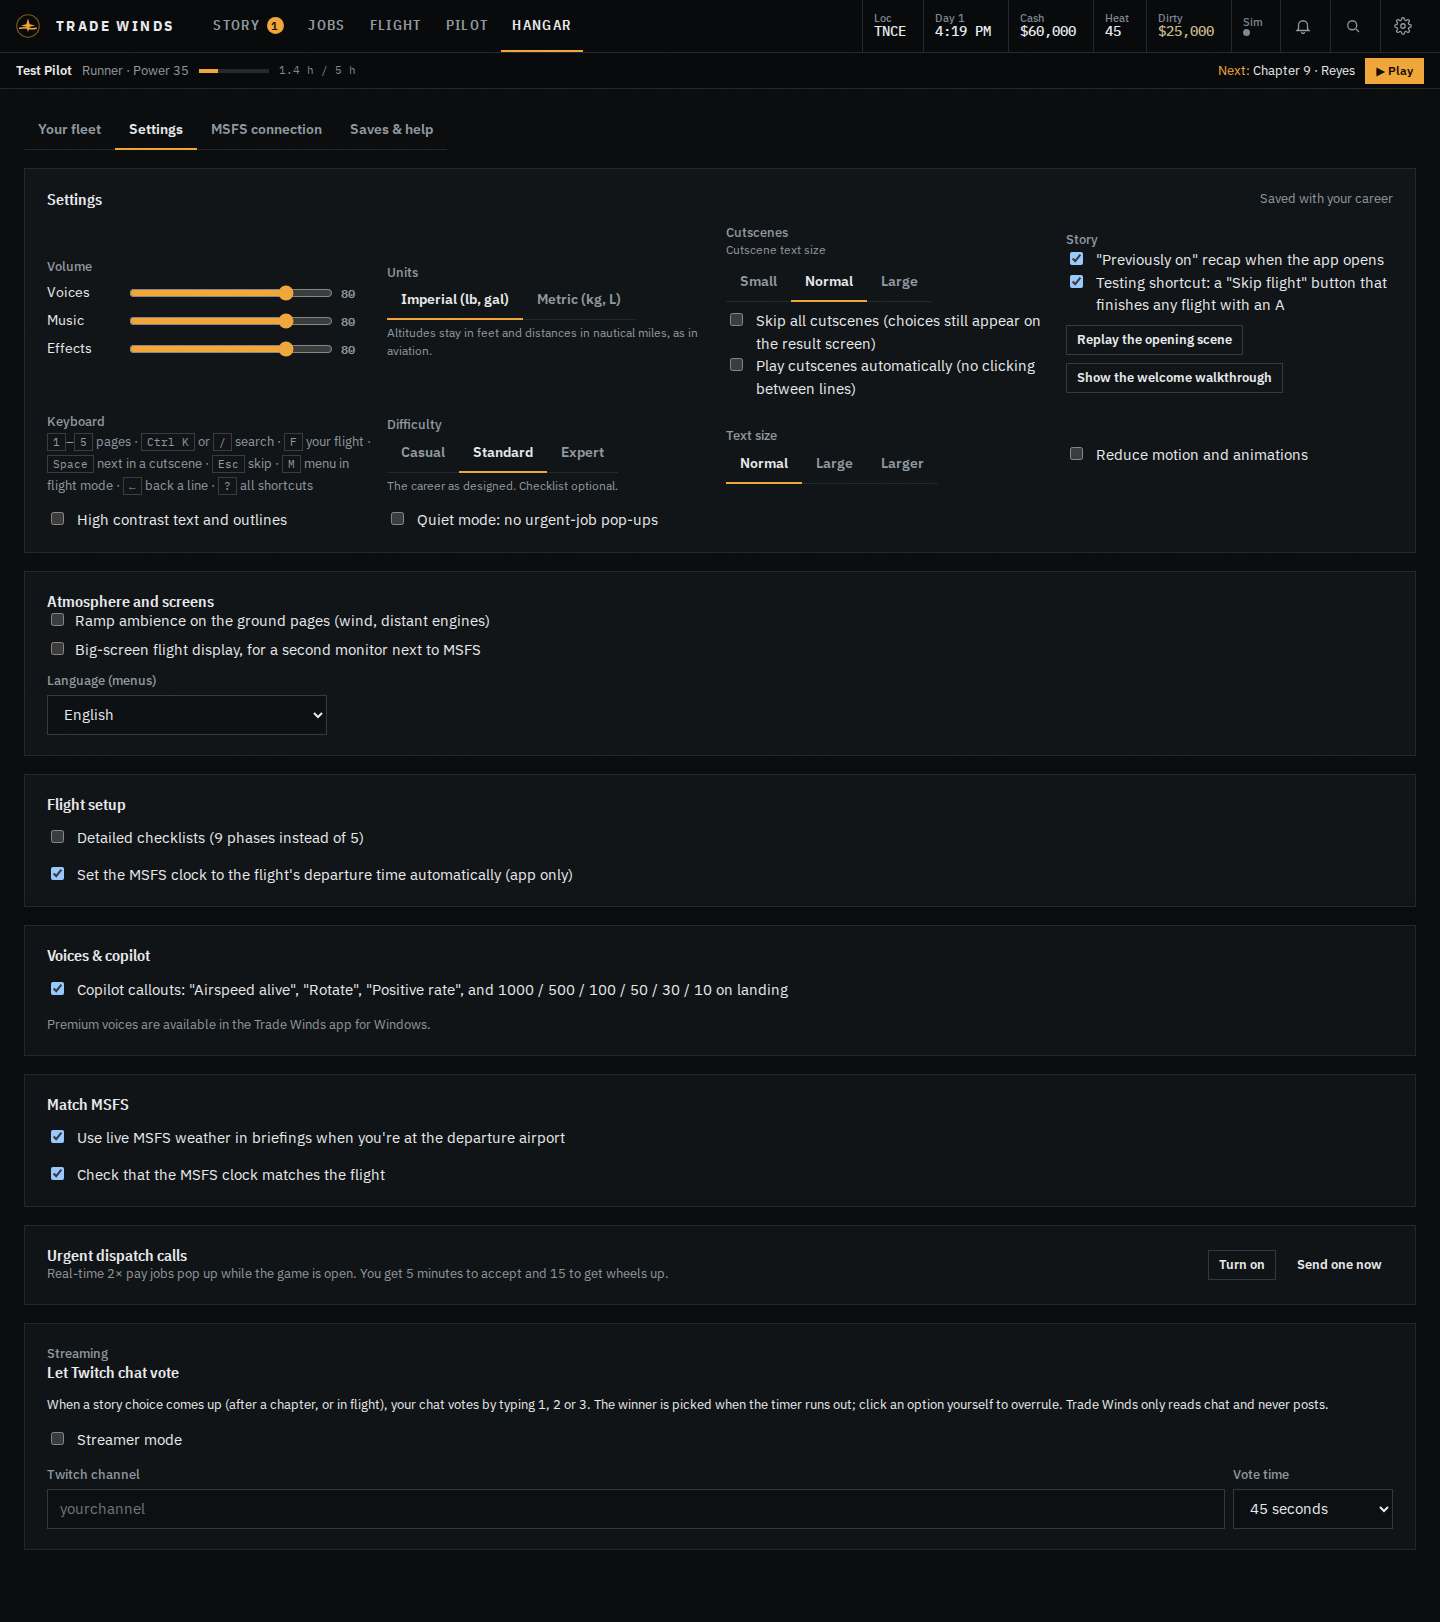 TRADE WINDS
STORY 1 JOBS FLIGHT PILOT HANGAR
Loc
TNCE
Day 1
4:19 PM
Cash
$60,000
Heat
45
Dirty
$25,000
Sim
Test Pilot Runner · Power 35 1.4 h / 5 h
Next: Chapter 9 · Reyes ▶ Play
Your fleet Settings MSFS connection Saves & help
Settings
Saved with your career
Volume
Voices 80
Music 80
Effects 80
Units
Imperial (lb, gal) Metric (kg, L)
Altitudes stay in feet and distances in nautical miles, as in
aviation.
Cutscenes
Cutscene text size
Small Normal Large
Skip all cutscenes (choices still appear on
the result screen)
Play cutscenes automatically (no clicking
between lines)
Story
"Previously on" recap when the app opens
Testing shortcut: a "Skip flight" button that
finishes any flight with an A
Replay the opening scene
Show the welcome walkthrough
Keyboard
1–5 pages · Ctrl K or / search · F your flight ·
Space next in a cutscene · Esc skip · M menu in
flight mode · ← back a line · ? all shortcuts
Difficulty
Casual Standard Expert
The career as designed. Checklist optional.
Text size
Normal Large Larger
Reduce motion and animations
High contrast text and outlines
Quiet mode: no urgent-job pop-ups
Atmosphere and screens
Ramp ambience on the ground pages (wind, distant engines)
Big-screen flight display, for a second monitor next to MSFS
Language (menus)
English
Flight setup
Detailed checklists (9 phases instead of 5)
Set the MSFS clock to the flight's departure time automatically (app only)
Voices & copilot
Copilot callouts: "Airspeed alive", "Rotate", "Positive rate", and 1000 / 500 / 100 / 50 / 30 / 10 on landing
Premium voices are available in the Trade Winds app for Windows.
Match MSFS
Use live MSFS weather in briefings when you're at the departure airport
Check that the MSFS clock matches the flight
Urgent dispatch calls
Real-time 2× pay jobs pop up while the game is open. You get 5 minutes to accept and 15 to get wheels up.
Turn on Send one now
Streaming
Let Twitch chat vote
When a story choice comes up (after a chapter, or in flight), your chat votes by typing 1, 2 or 3. The winner is picked when the timer runs out; click an option yourself to overrule. Trade Winds only reads chat and never posts.
Streamer mode
Twitch channel
yourchannel
Vote time
45 seconds